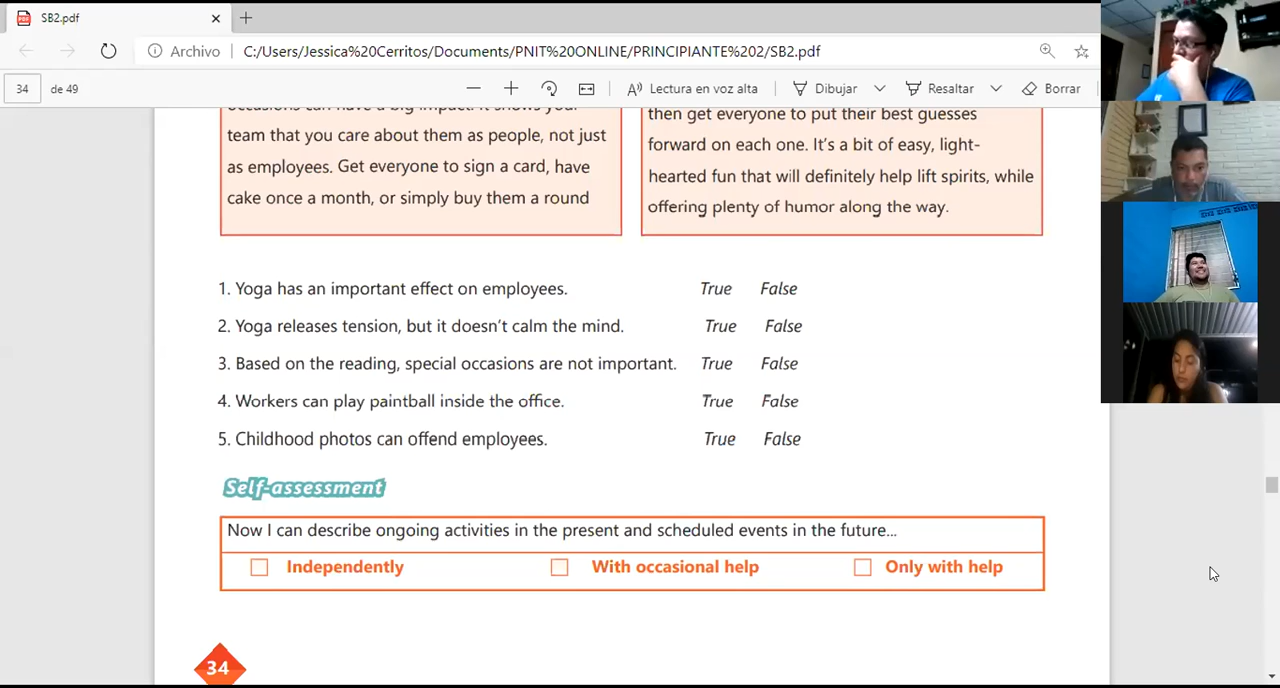 SB2.pdf
Archivo C:/Users/Jessica%20Cerritos/Documents/PNIT%20ONLINE/PRINCIPIANTE%202/SB2.pdf
34 de 49 Lectura en voz alta Dibujar Resaltar Borrar
occasions can have a big impact. It shows your
team that you care about them as people, not just
as employees. Get everyone to sign a card, have
cake once a month, or simply buy them a round
then get everyone to put their best guesses
forward on each one. It's a bit of easy, light-
hearted fun that will definitely help lift spirits, while
offering plenty of humor along the way.
1. Yoga has an important effect on employees. True False
2. Yoga releases tension, but it doesn't calm the mind. True False
3. Based on the reading, special occasions are not important. True False
4. Workers can play paintball inside the office. True False
5. Childhood photos can offend employees. True False
Self-assessment
Now I can describe ongoing activities in the present and scheduled events in the future...
Independently With occasional help Only with help
34